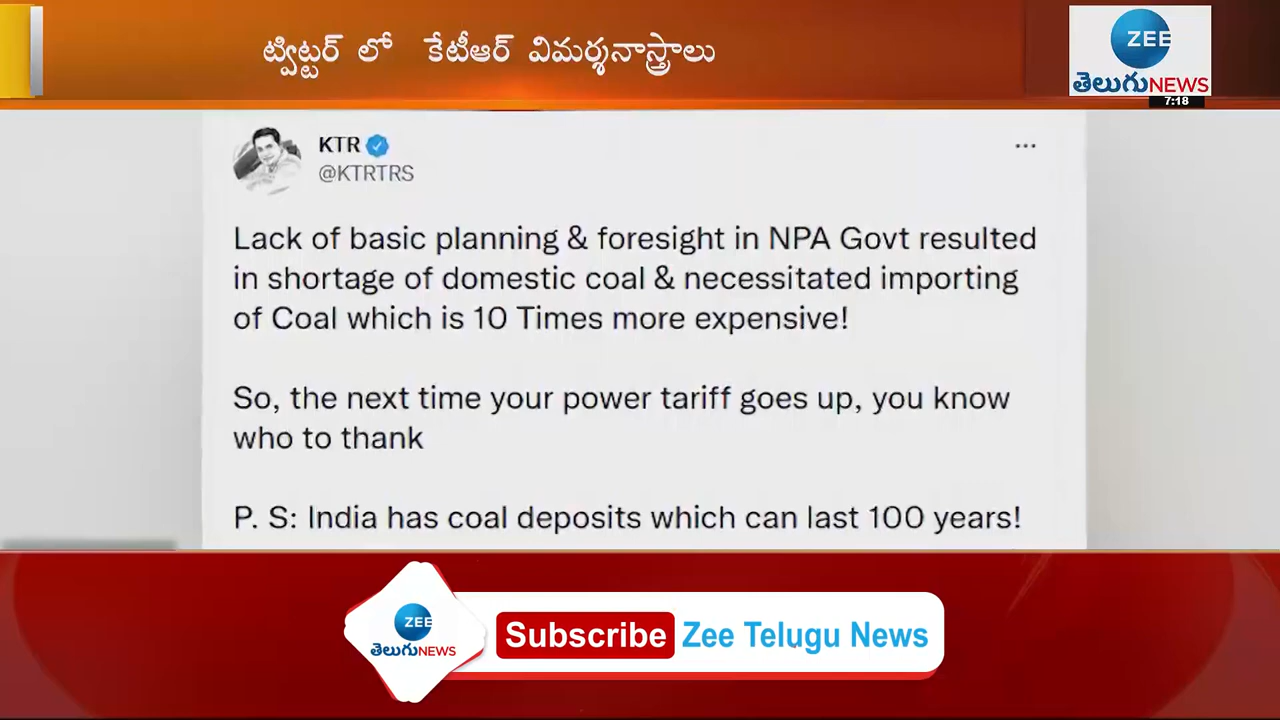 ట్విట్టర్ లో కేటీఆర్ విమర్శనాస్త్రాలు
ZEE
తెలుగు NEWS
7:18
KTR
@KTRTRS
Lack of basic planning & foresight in NPA Govt resulted
in shortage of domestic coal & necessitated importing
of Coal which is 10 Times more expensive!
So, the next time your power tariff goes up, you know
who to thank
P. S: India has coal deposits which can last 100 years!
ZEE
తెలుగు NEWS
Subscribe Zee Telugu News